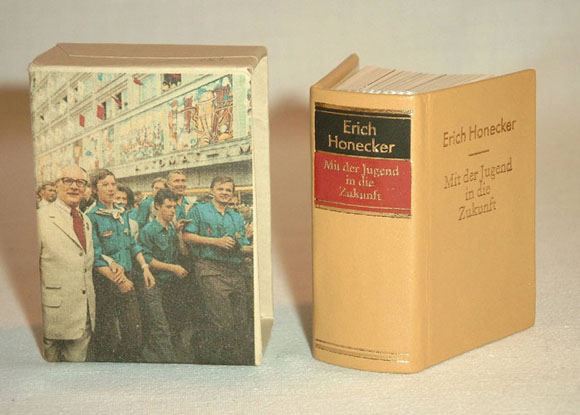 Erich
Honecker
Mit der Jugend
in die
Zukunft
Erich Honecker
Mit der Jugend
in die
Zukunft